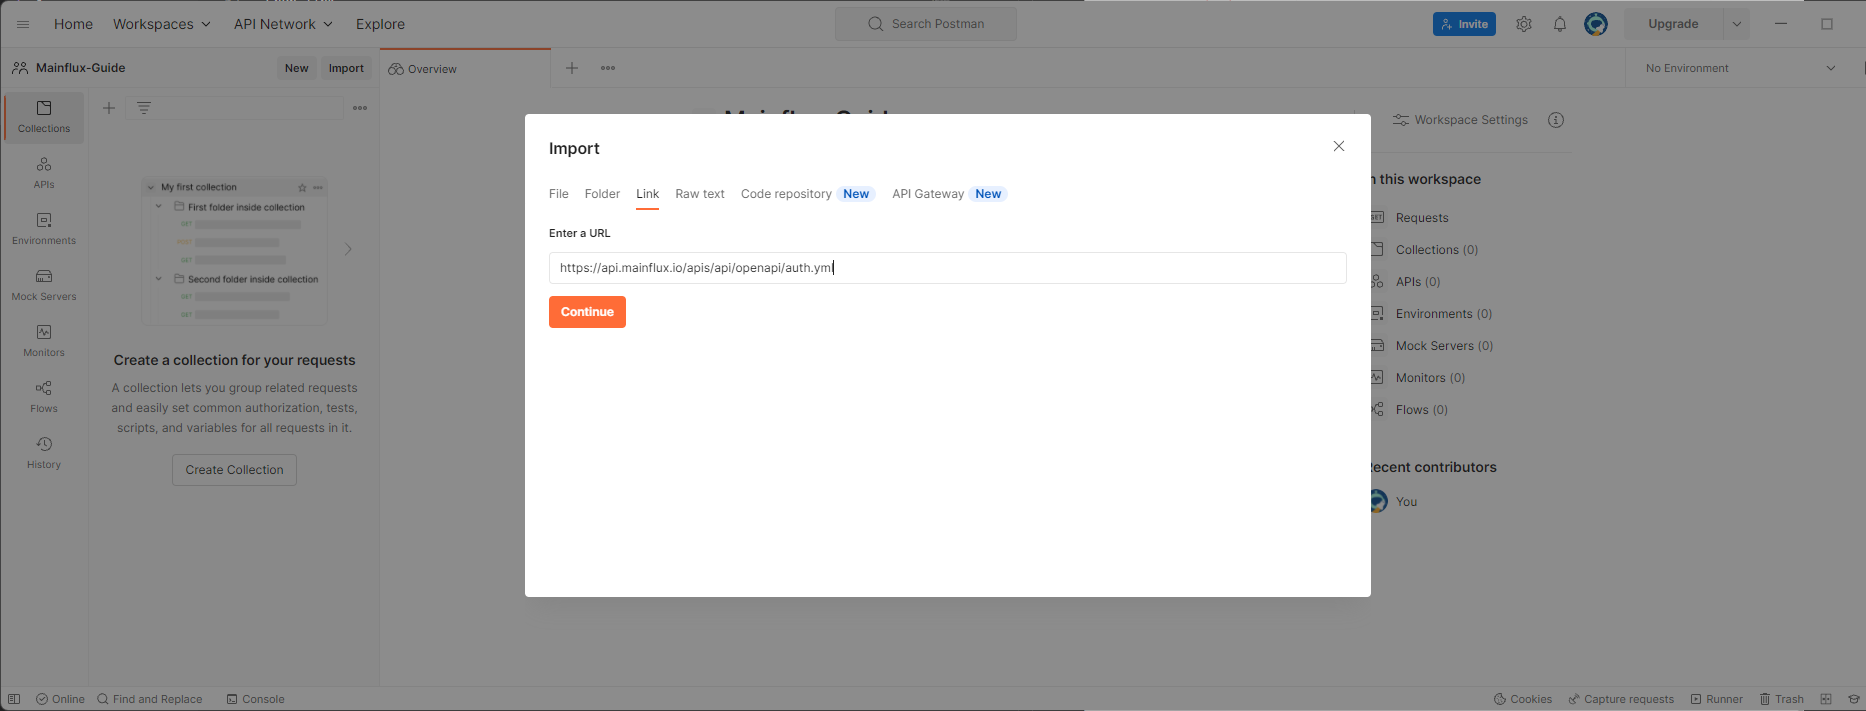 Home Workspaces API Network Explore Search Postman Invite Upgrade
Mainflux-Guide New Import Overview No Environment
Collections
APIs
Environments
Mock Servers
Monitors
Flows
History
My first collection
First folder inside collection
GET
POST
GET
Second folder inside collection
GET
GET
Create a collection for your requests
A collection lets you group related requests
and easily set common authorization, tests,
scripts, and variables for all requests in it.
Create Collection
Import
File Folder Link Raw text Code repository New API Gateway New
Enter a URL
https://api.mainflux.io/apis/api/openapi/auth.yml
Continue
Workspace Settings
n this workspace
GET Requests
Collections (0)
APIs (0)
Environments (0)
Mock Servers (0)
Monitors (0)
Flows (0)
ecent contributors
You
Online Find and Replace Console Cookies Capture requests Runner Trash